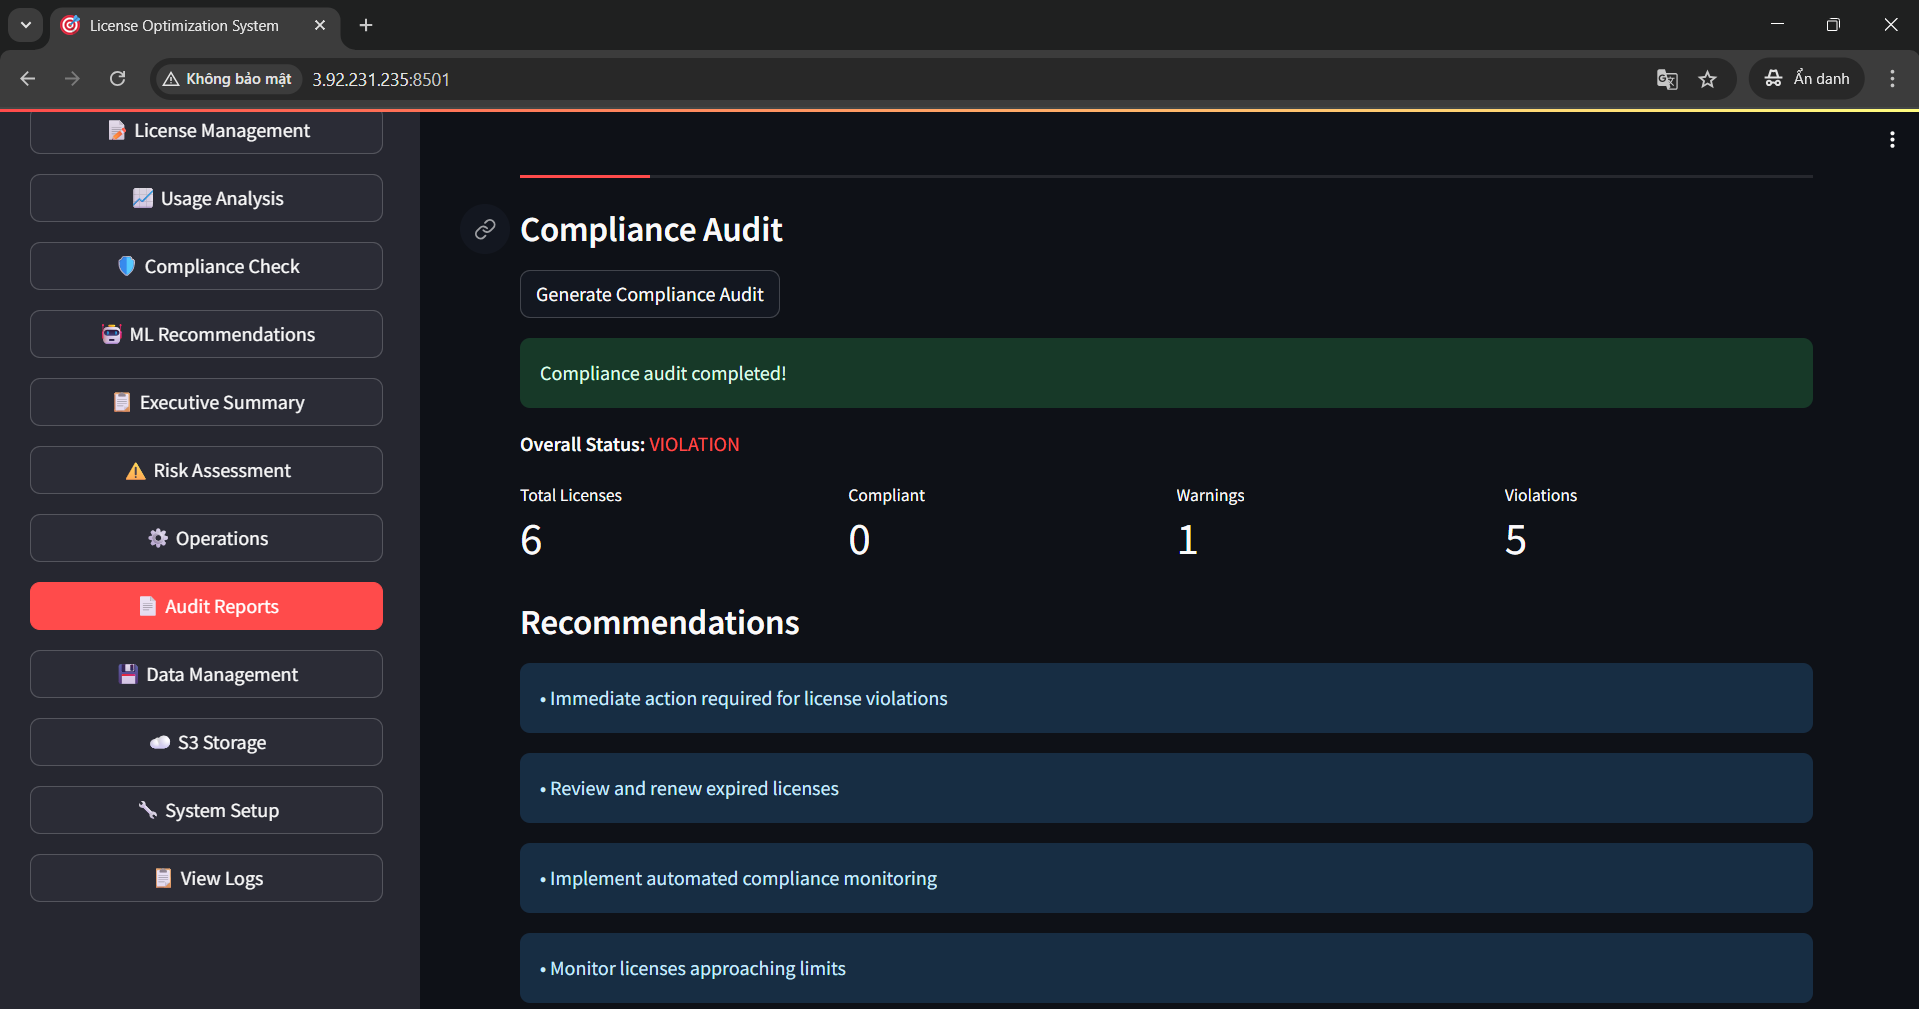 License Optimization System
Không bảo mật
3.92.231.235:8501
Ẩn danh
License Management
Usage Analysis
Compliance Check
ML Recommendations
Executive Summary
Risk Assessment
Operations
Audit Reports
Data Management
S3 Storage
System Setup
View Logs
Compliance Audit
Generate Compliance Audit
Compliance audit completed!
Overall Status: VIOLATION
Total Licenses
6
Compliant
0
Warnings
1
Violations
5
Recommendations
• Immediate action required for license violations
• Review and renew expired licenses
• Implement automated compliance monitoring
• Monitor licenses approaching limits